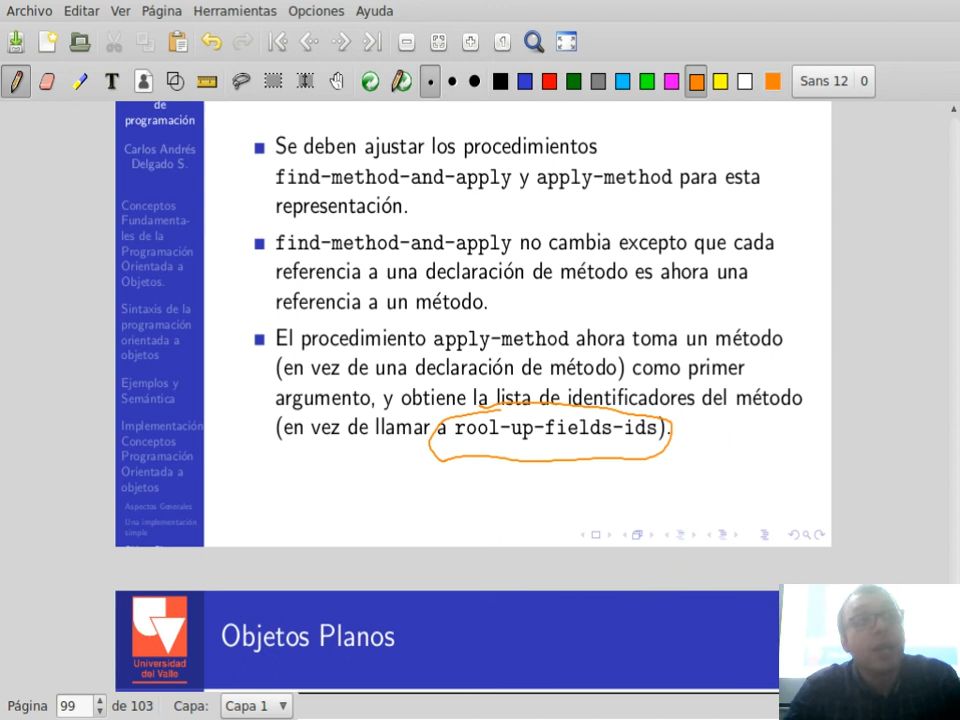 Archivo Editar Ver Página Herramientas Opciones Ayuda
T
Sans 12 0
de
programación
Carlos Andrés
Delgado S.
Conceptos
Fundamenta-
les de la
Programación
Orientada a
Objetos.
Sintaxis de la
programación
orientada a
objetos
Ejemplos y
Semántica
Implementación
Conceptos
Programación
Orientada a
objetos
Aspectos Generales
Una implementación
simple
Se deben ajustar los procedimientos
find-method-and-apply y apply-method para esta
representación.
find-method-and-apply no cambia excepto que cada
referencia a una declaración de método es ahora una
referencia a un método.
El procedimiento apply-method ahora toma un método
(en vez de una declaración de método) como primer
argumento, y obtiene la lista de identificadores del método
(en vez de llamar a rool-up-fields-ids).
Universidad
del Valle
Objetos Planos
Página 99 de 103 Capa: Capa 1